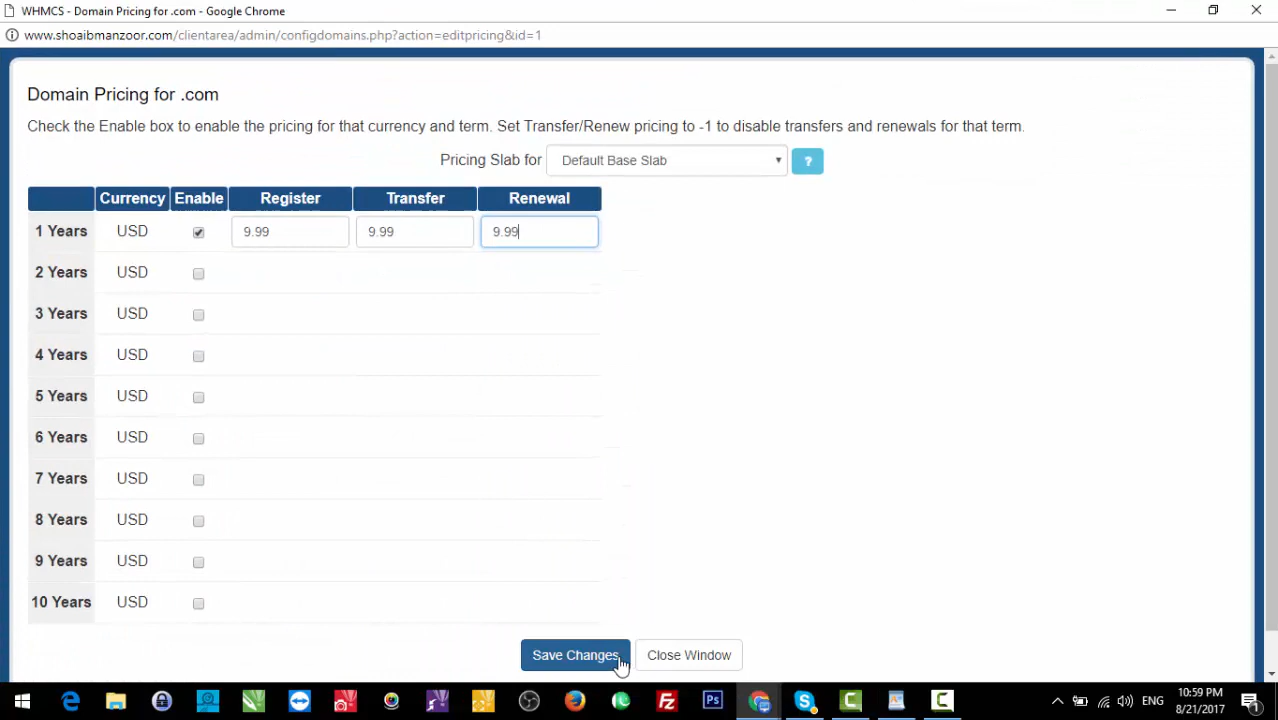 WHMCS - Domain Pricing for .com - Google Chrome
www.shoaibmanzoor.com/clientarea/admin/configdomains.php?action=editpricing&id=1
Domain Pricing for .com
Check the Enable box to enable the pricing for that currency and term. Set Transfer/Renew pricing to -1 to disable transfers and renewals for that term.
Pricing Slab for Default Base Slab ?
Currency Enable Register Transfer Renewal
1 Years USD 9.99 9.99 9.99
2 Years USD
3 Years USD
4 Years USD
5 Years USD
6 Years USD
7 Years USD
8 Years USD
9 Years USD
10 Years USD
Save Changes Close Window
Fz Ps ENG 10:59 PM
8/21/2017 1